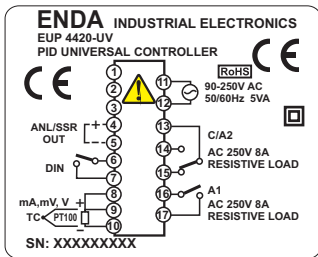 ENDA INDUSTRIAL ELECTRONICS
EUP 4420-UV
PID UNIVERSAL CONTROLLER
CE
RoHS
CE
1
2
3
4
5
6
7
8
9
10
11
12
13
14
15
16
17
90-250V AC
50/60Hz 5VA
ANL/SSR
OUT
+
-
C/A2
AC 250V 8A
RESISTIVE LOAD
DIN
mA,mV, V
+
TC
PT100
-
A1
AC 250V 8A
RESISTIVE LOAD
SN: XXXXXXXXX